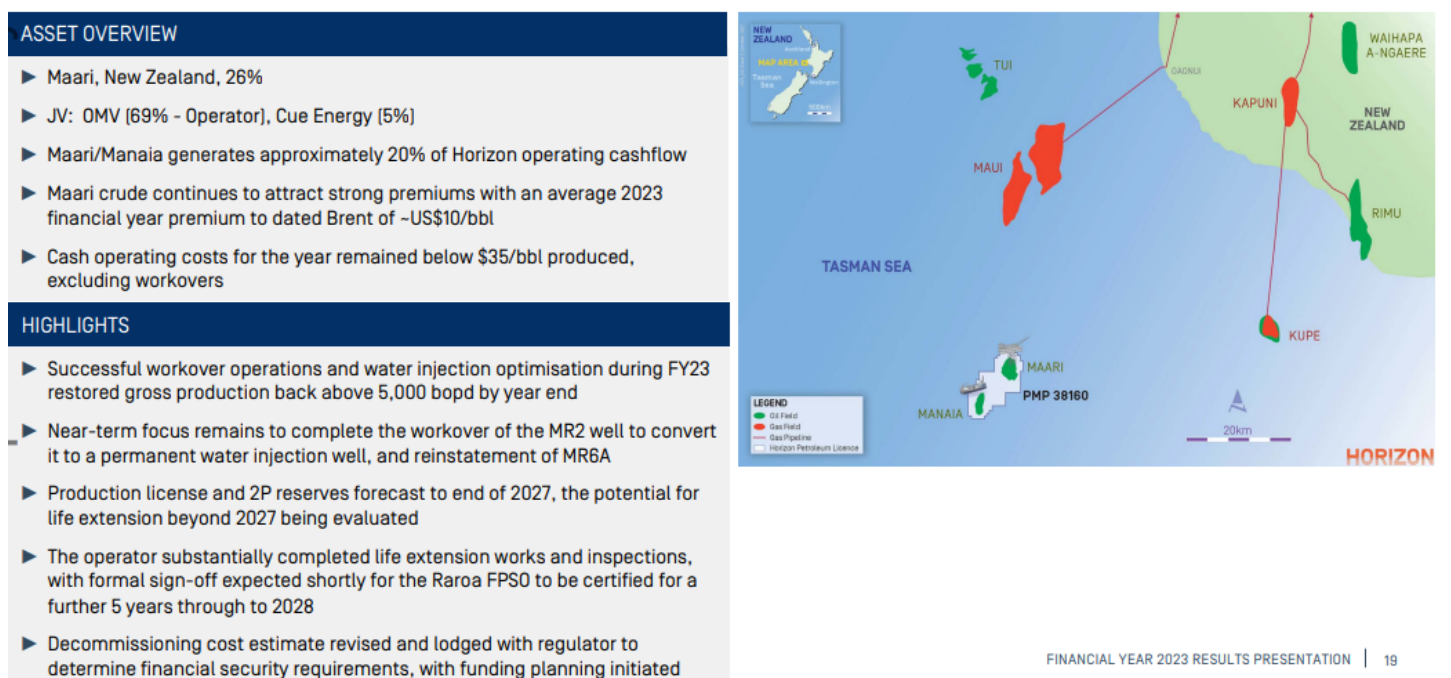 ASSET OVERVIEW
► Maari, New Zealand, 26%
► JV: OMV (69% - Operator), Cue Energy (5%)
► Maari/Manaia generates approximately 20% of Horizon operating cashflow
► Maari crude continues to attract strong premiums with an average 2023
financial year premium to dated Brent of ~US$10/bbl
► Cash operating costs for the year remained below $35/bbl produced,
excluding workovers
HIGHLIGHTS
► Successful workover operations and water injection optimisation during FY23
restored gross production back above 5,000 bopd by year end
► Near-term focus remains to complete the workover of the MR2 well to convert
it to a permanent water injection well, and reinstatement of MR6A
► Production license and 2P reserves forecast to end of 2027, the potential for
life extension beyond 2027 being evaluated
► The operator substantially completed life extension works and inspections,
with formal sign-off expected shortly for the Raroa FPSO to be certified for a
further 5 years through to 2028
► Decommissioning cost estimate revised and lodged with regulator to
determine financial security requirements, with funding planning initiated
NEW
ZEALAND
Auckland
MAP AREA
Tasman
Sea
Wellington
500km
TUI
OAONUI
WAIHAPA
A-NGAERE
KAPUNI
NEW
ZEALAND
MAUI
RIMU
TASMAN SEA
KUPE
MAARI
PMP 38160
MANAIA
LEGEND
Oil Field
Gas Field
Gas Pipeline
Horizon Petroleum Licence
20km
HORIZON
FINANCIAL YEAR 2023 RESULTS PRESENTATION | 19